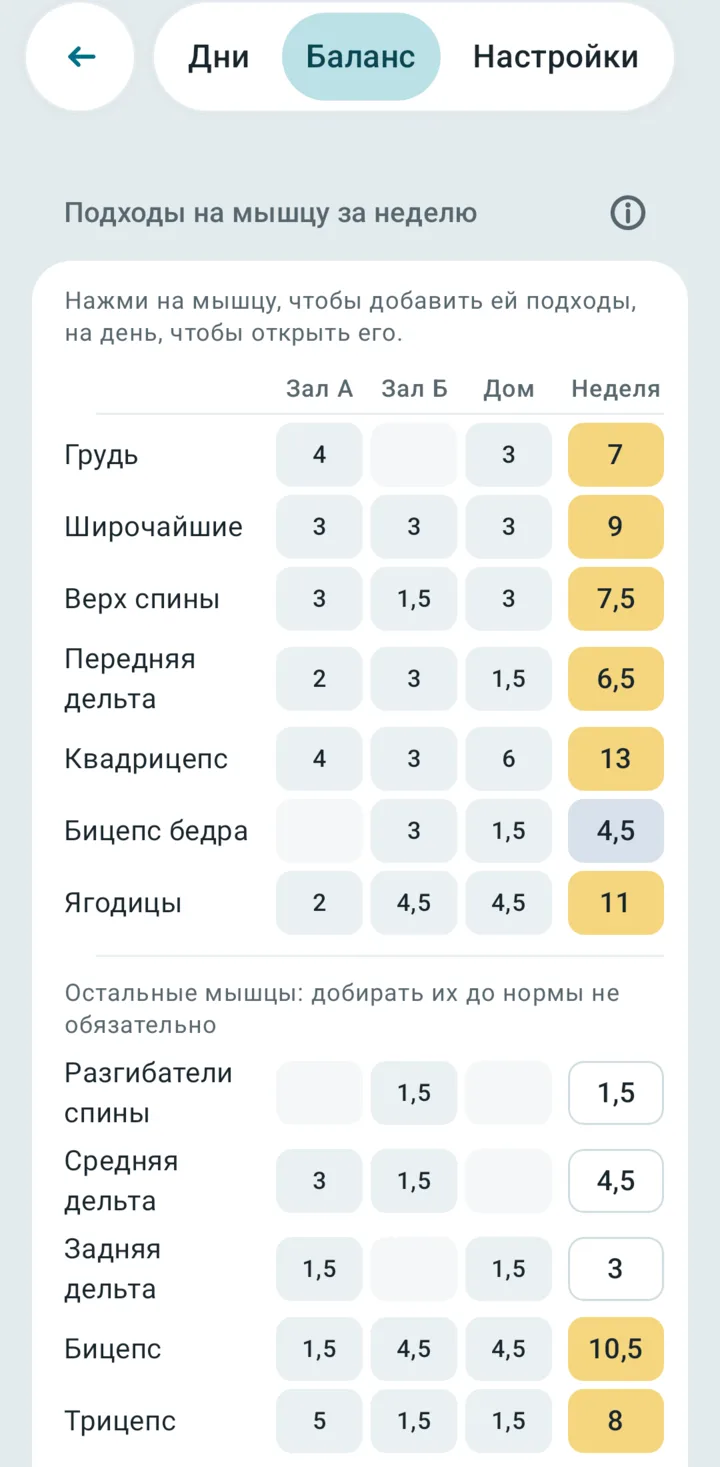 Дни Баланс Настройки
Подходы на мышцу за неделю
Нажми на мышцу, чтобы добавить ей подходы,
на день, чтобы открыть его.
Зал А Зал Б Дом Неделя
Грудь 4 3 7
Широчайшие 3 3 3 9
Верх спины 3 1,5 3 7,5
Передняя
дельта 2 3 1,5 6,5
Квадрицепс 4 3 6 13
Бицепс бедра 3 1,5 4,5
Ягодицы 2 4,5 4,5 11
Остальные мышцы: добирать их до нормы не
обязательно
Разгибатели
спины 1,5 1,5
Средняя
дельта 3 1,5 4,5
Задняя
дельта 1,5 1,5 3
Бицепс 1,5 4,5 4,5 10,5
Трицепс 5 1,5 1,5 8